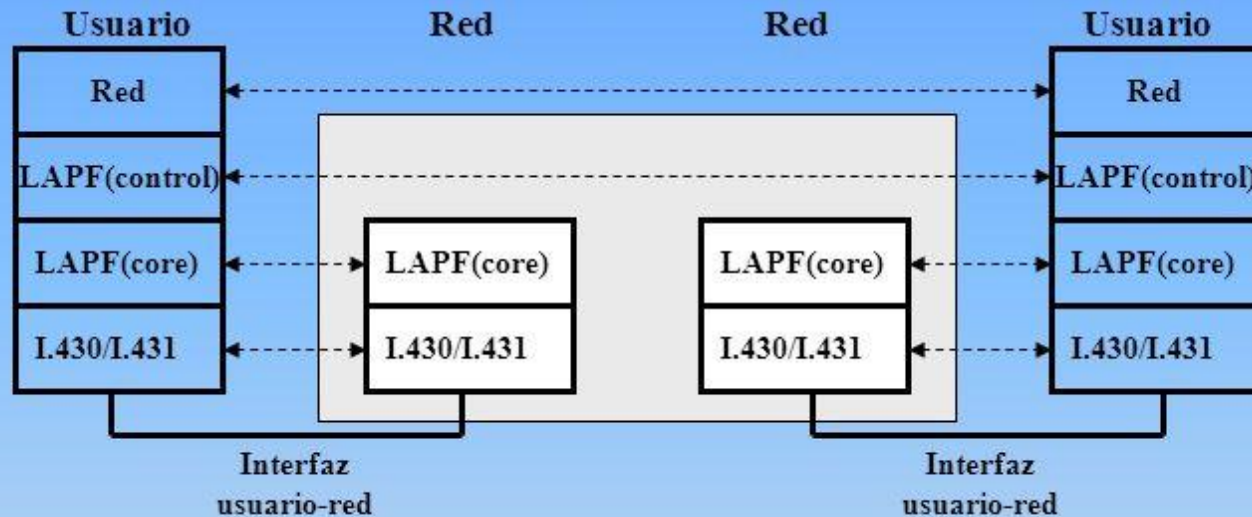 Usuario Red Red Usuario
Red Red
LAPF(control) LAPF(control)
LAPF(core) LAPF(core) LAPF(core) LAPF(core)
I.430/I.431 I.430/I.431 I.430/I.431 I.430/I.431
Interfaz Interfaz
usuario-red usuario-red